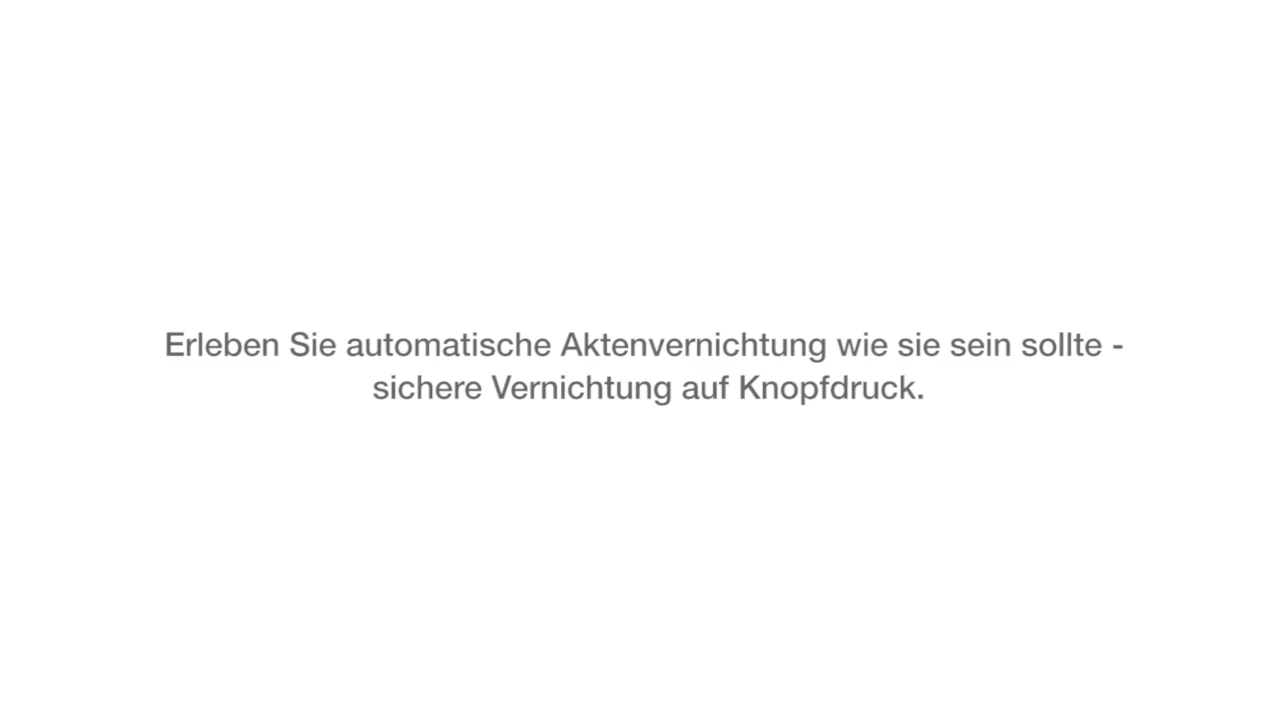 Erleben Sie automatische Aktenvernichtung wie sie sein sollte -
sichere Vernichtung auf Knopfdruck.